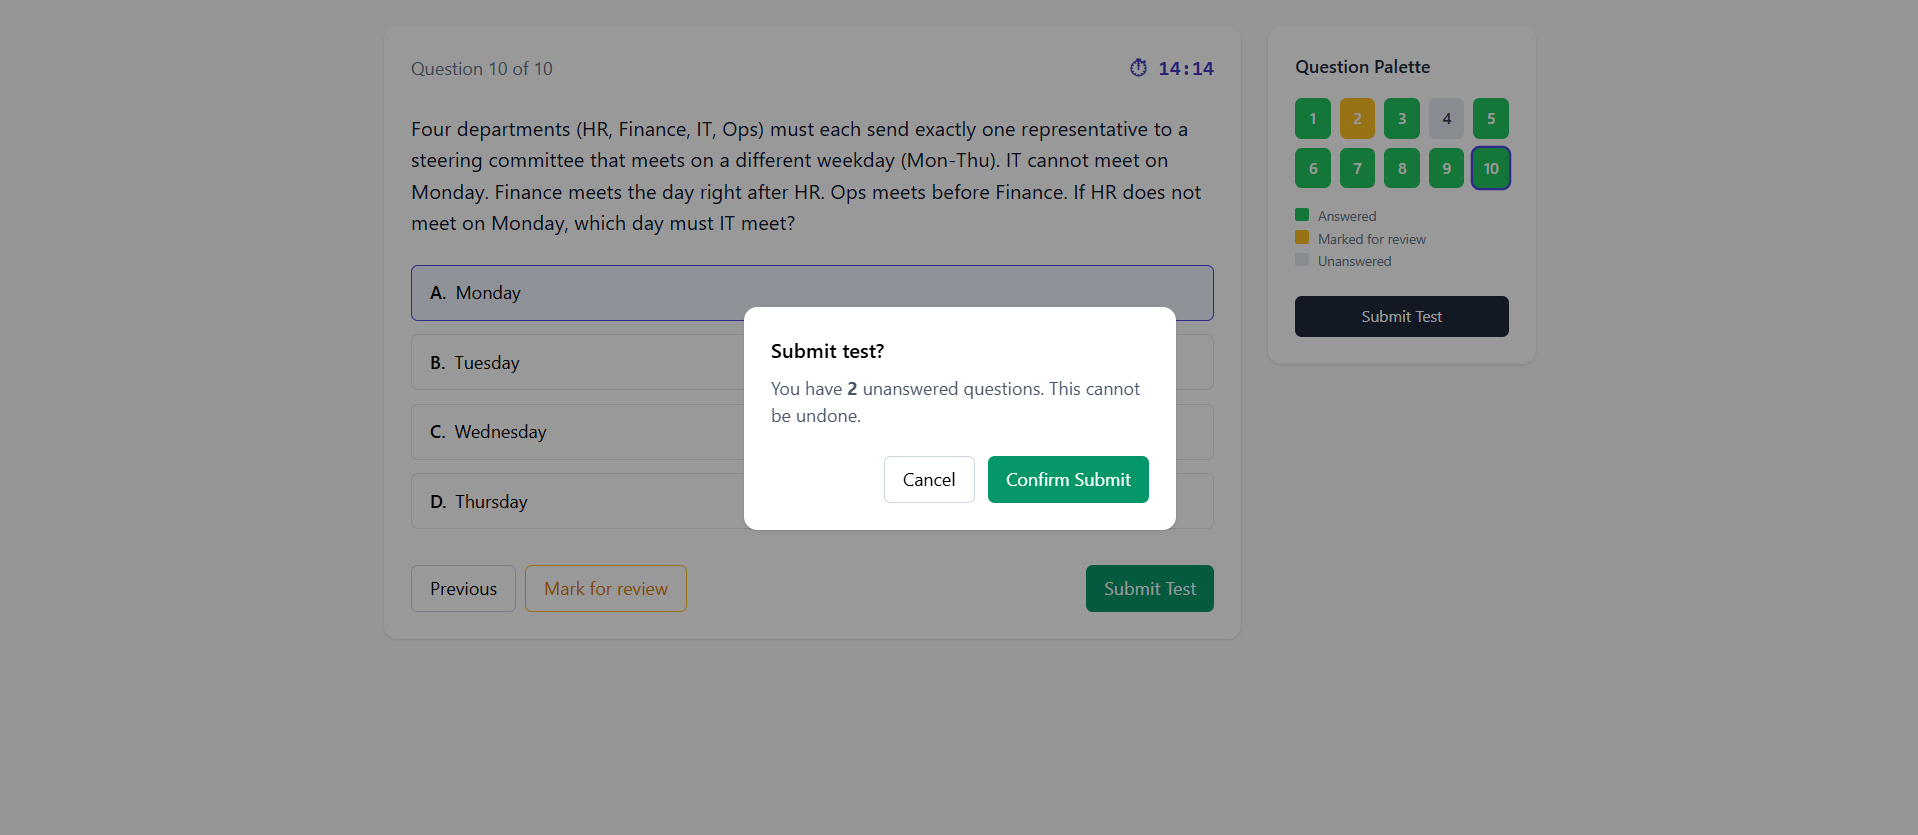 Question 10 of 10
14:14
Four departments (HR, Finance, IT, Ops) must each send exactly one representative to a
steering committee that meets on a different weekday (Mon-Thu). IT cannot meet on
Monday. Finance meets the day right after HR. Ops meets before Finance. If HR does not
meet on Monday, which day must IT meet?
A. Monday
B. Tuesday
C. Wednesday
D. Thursday
Previous
Mark for review
Submit Test
Submit test?
You have 2 unanswered questions. This cannot
be undone.
Cancel
Confirm Submit
Question Palette
1 2 3 4 5
6 7 8 9 10
Answered
Marked for review
Unanswered
Submit Test